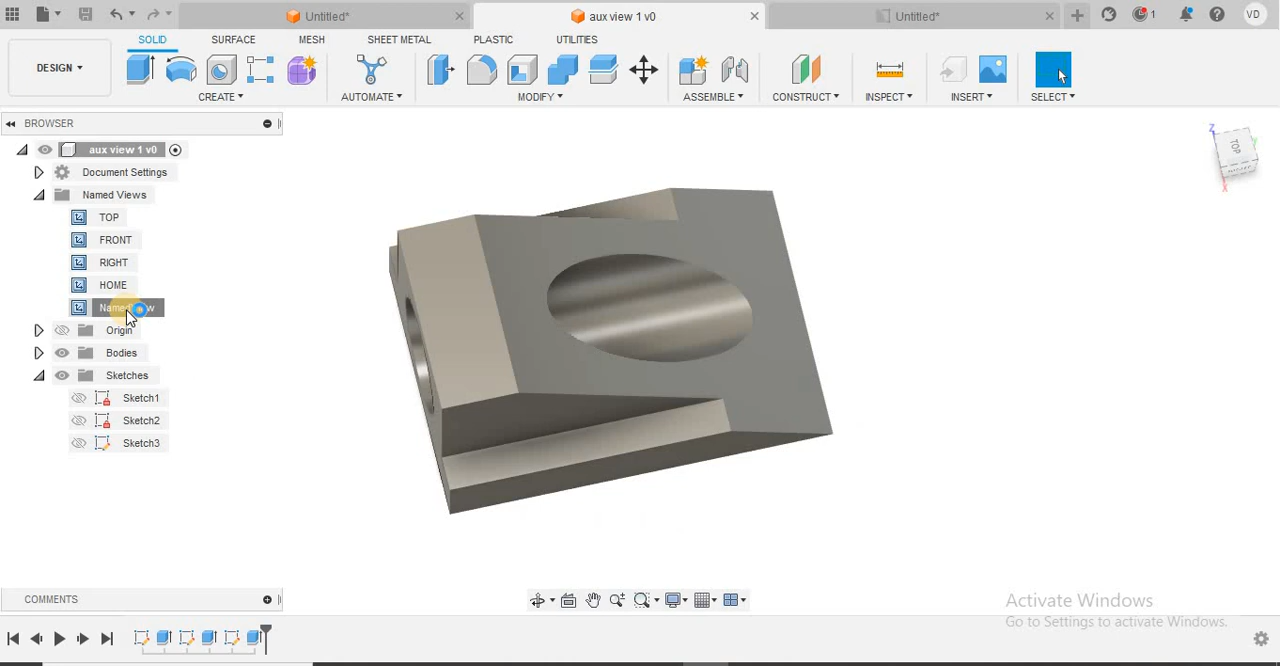 Untitled*
aux view 1 v0
Untitled*
1
VD
DESIGN
SOLID
SURFACE
MESH
SHEET METAL
PLASTIC
UTILITIES
CREATE
AUTOMATE
MODIFY
ASSEMBLE
CONSTRUCT
INSPECT
INSERT
SELECT
BROWSER
aux view 1 v0
Document Settings
Named Views
TOP
FRONT
RIGHT
HOME
Origin
Bodies
Sketches
Sketch1
Sketch2
Sketch3
Z
TOP
X
COMMENTS
Activate Windows
Go to Settings to activate Windows.